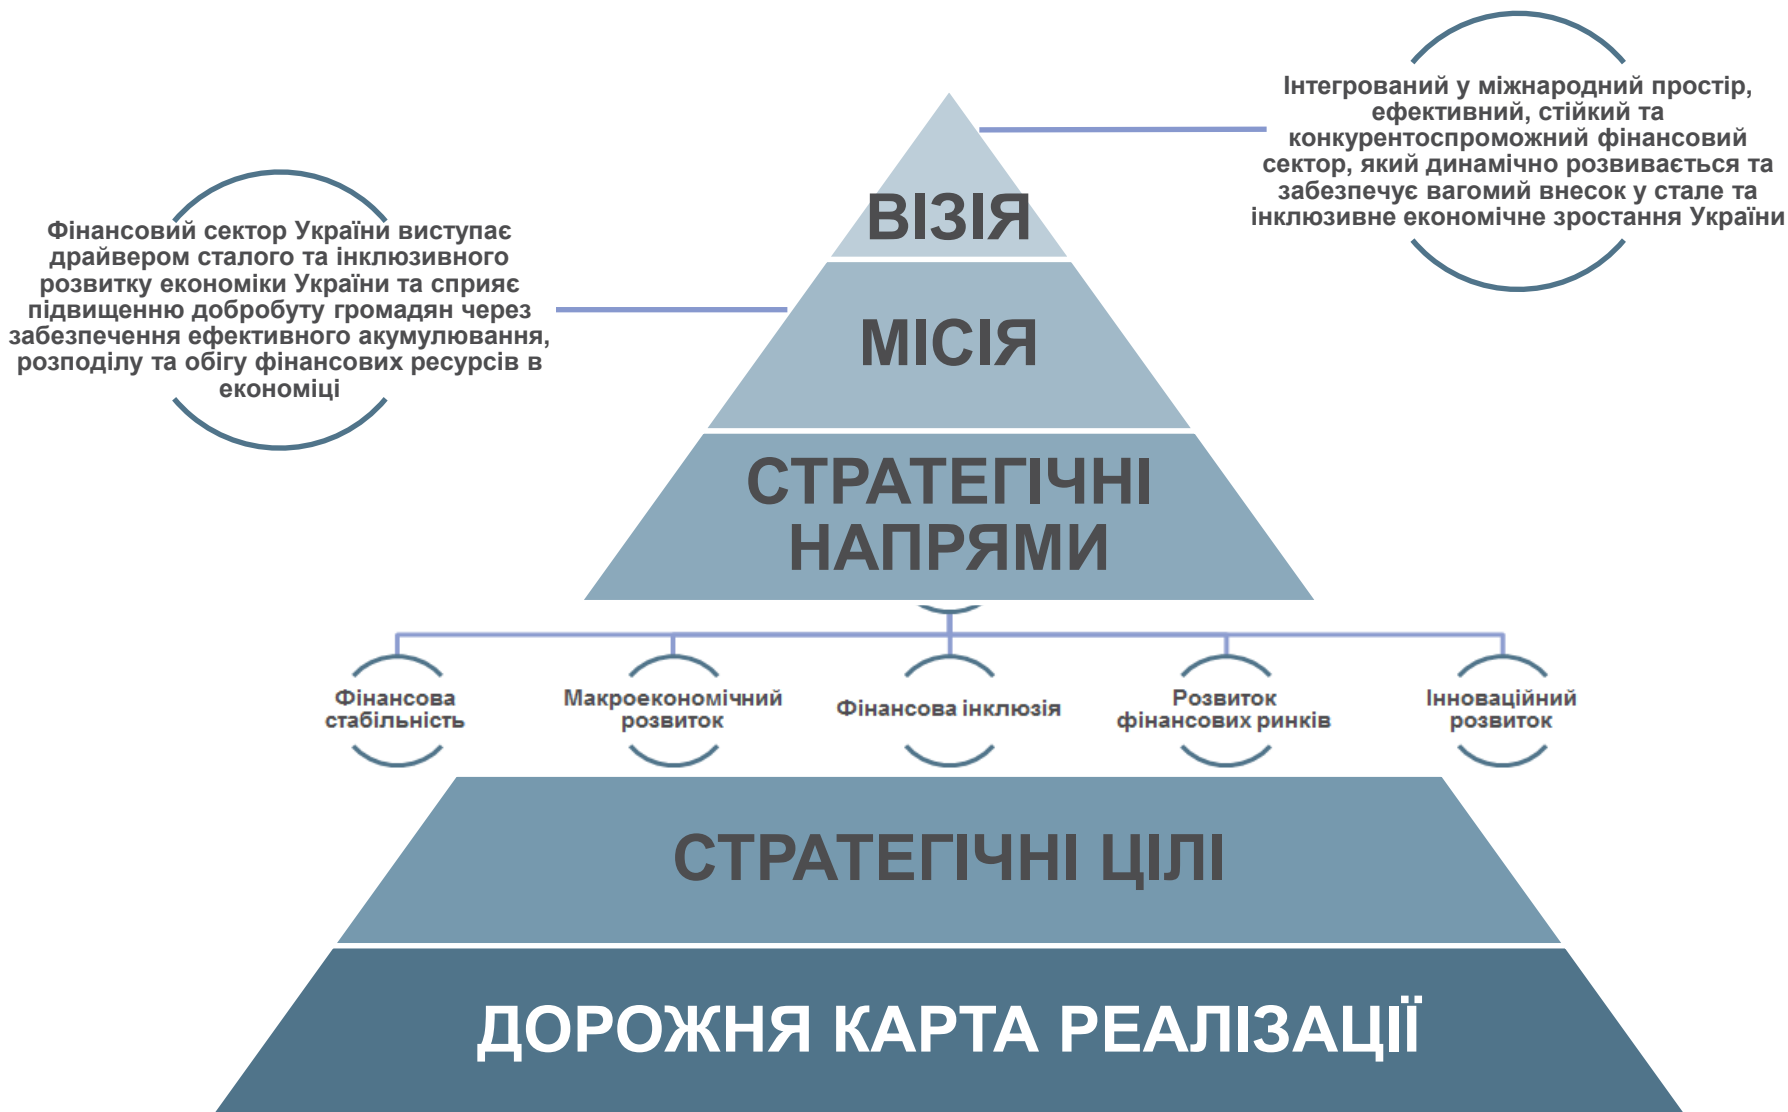 Інтегрований у міжнародний простір,
ефективний, стійкий та
конкурентоспроможний фінансовий
сектор, який динамічно розвивається та
забезпечує вагомий внесок у стале та
інклюзивне економічне зростання України
ВІЗІЯ
Фінансовий сектор України виступає
драйвером сталого та інклюзивного
розвитку економіки України та сприяє
підвищенню добробуту громадян через
забезпечення ефективного акумулювання,
розподілу та обігу фінансових ресурсів в
економіці
МІСІЯ
СТРАТЕГІЧНІ
НАПРЯМИ
Фінансова
стабільність
Макроекономічний
розвиток
Фінансова інклюзія
Розвиток
фінансових ринків
Інноваційний
розвиток
СТРАТЕГІЧНІ ЦІЛІ
ДОРОЖНЯ КАРТА РЕАЛІЗАЦІЇ